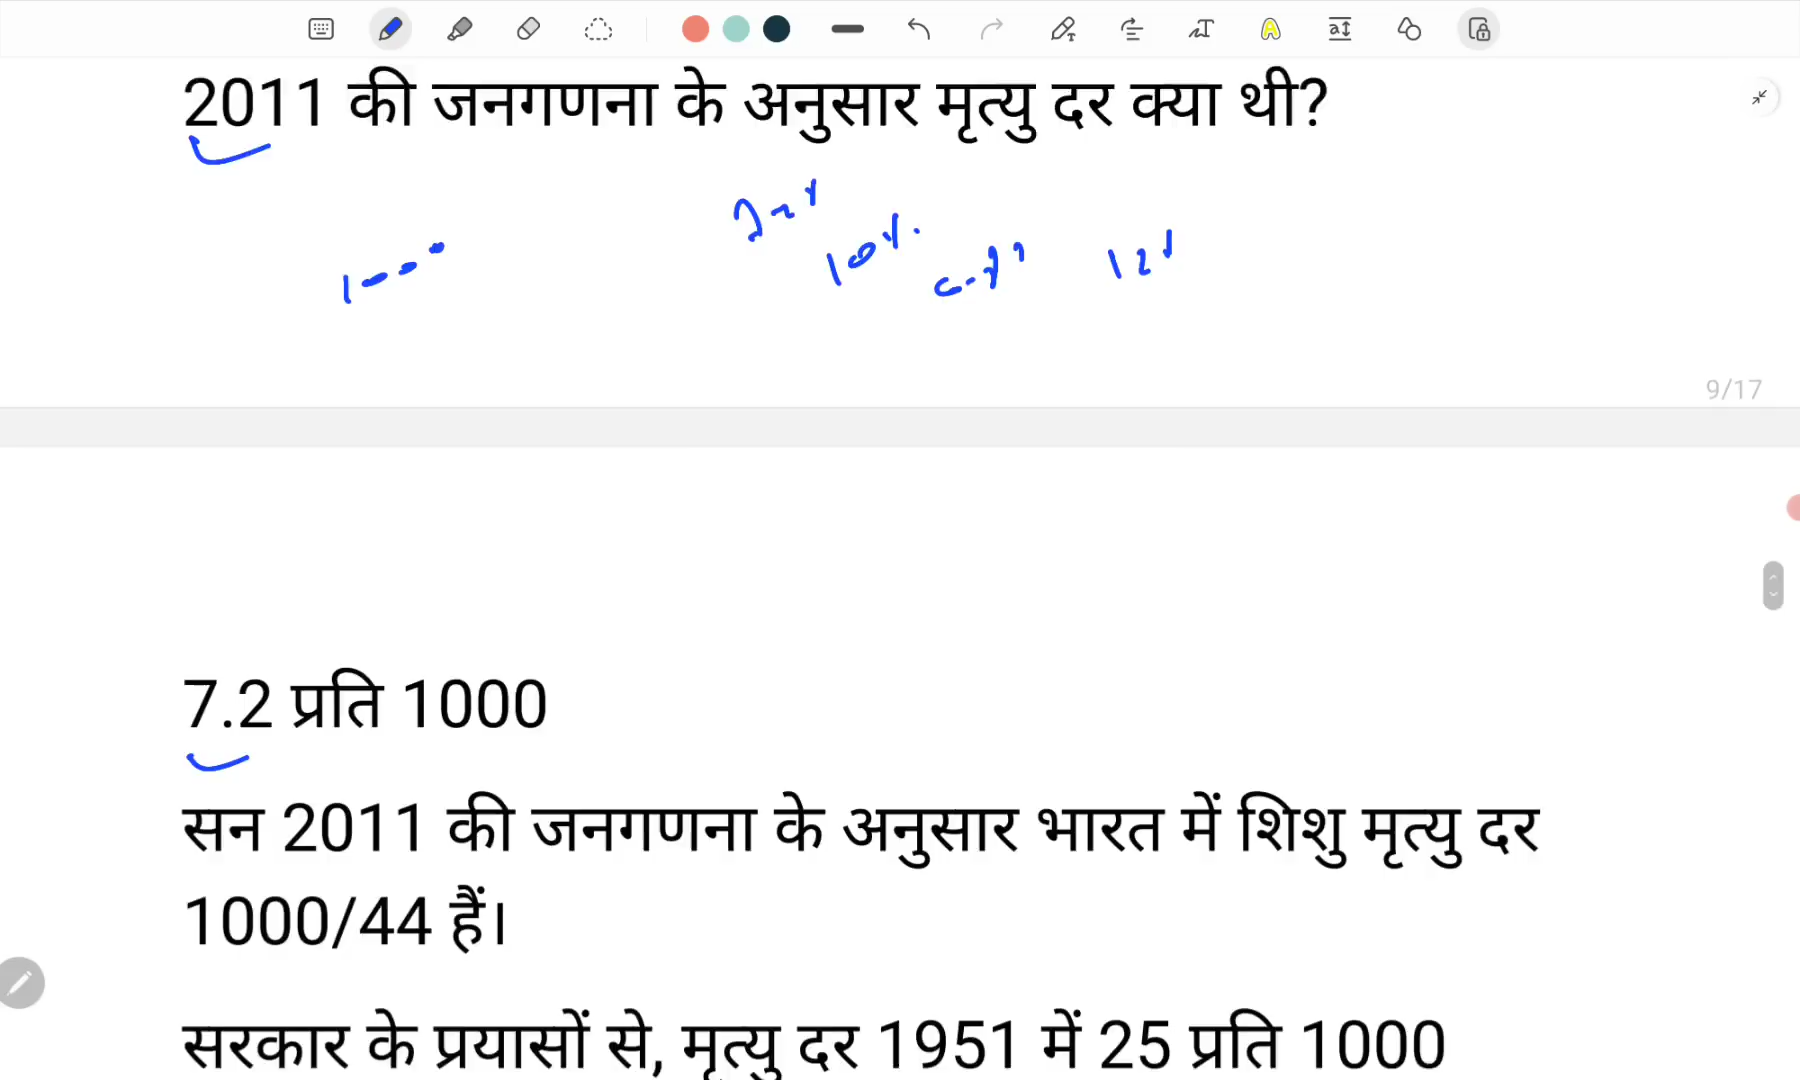 2011 की जनगणना के अनुसार मृत्यु दर क्या थी?
9/17
7.2 प्रति 1000
सन 2011 की जनगणना के अनुसार भारत में शिशु मृत्यु दर
1000/44 हैं।
सरकार के प्रयासों से, मृत्यु दर 1951 में 25 प्रति 1000